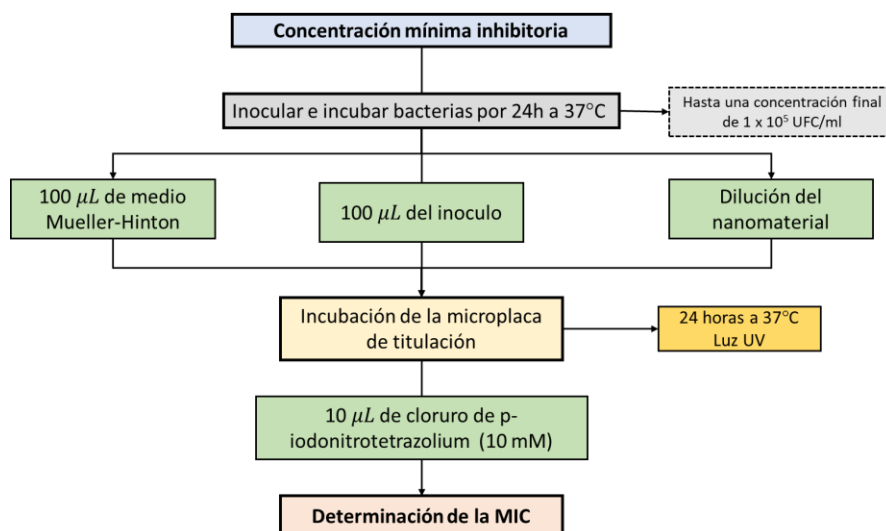 Concentración mínima inhibitoria
Inocular e incubar bacterias por 24h a 37°C
Hasta una concentración final
de 1 x 10⁵ UFC/ml
100 μL de medio
Mueller-Hinton
100 μL del inoculo
Dilución del
nanomaterial
Incubación de la microplaca
de titulación
24 horas a 37°C
Luz UV
10 μL de cloruro de p-
iodonitrotetrazolium (10 mM)
Determinación de la MIC